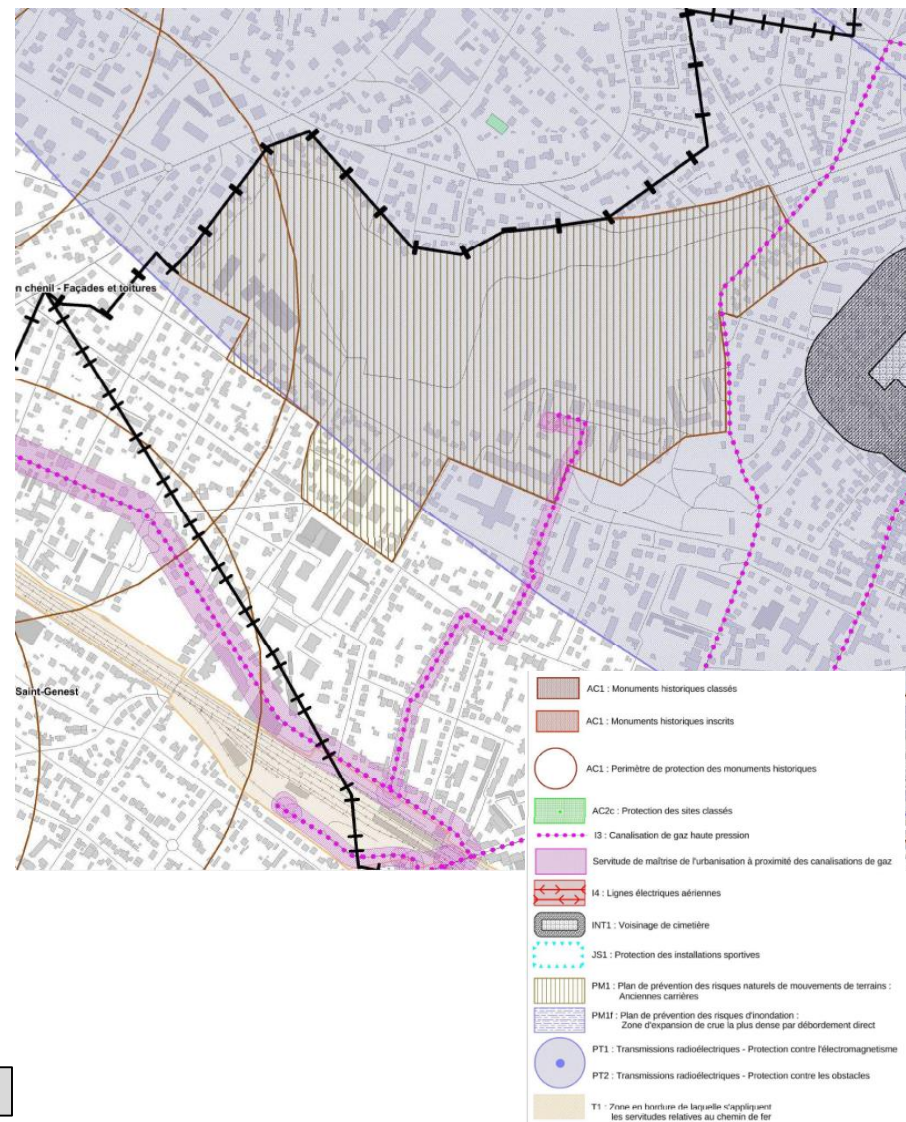 n chenil - Façades et toitures
Saint-Genest
AC1 : Monuments historiques classés
AC1 : Monuments historiques inscrits
AC1 : Perimètre de protection des monuments historiques
AC2c : Protection des sites classés
I3 : Canalisation de gaz haute pression
Servitude de maîtrise de l'urbanisation à proximité des canalisations de gaz
I4 : Lignes électriques aériennes
INT1 : Voisinage de cimetière
JS1 : Protection des installations sportives
PM1 : Plan de prévention des risques naturels de mouvements de terrains :
Anciennes carrières
PM1f : Plan de prévention des risques d'inondation :
Zone d'expansion de crue la plus dense par débordement direct
PT1 : Transmissions radioélectriques - Protection contre l'électromagnetisme
PT2 : Transmissions radioélectriques - Protection contre les obstacles
T1 : Zone en bordure de laquelle s'appliquent
les servitudes relatives au chemin de fer